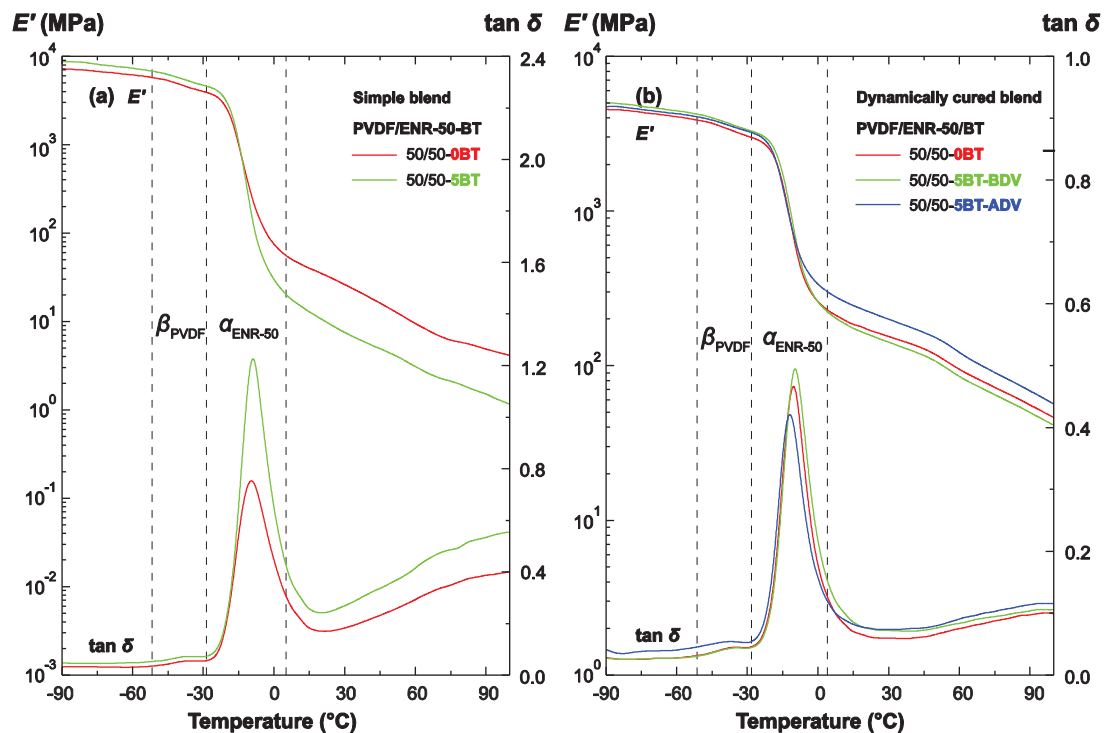 E′ (MPa) tan δ
10⁴ 2.4
(a) E′
Simple blend
PVDF/ENR-50-BT
50/50-0BT
50/50-5BT
10³ 2.0
10² 1.6
10¹
β_PVDF α_ENR-50
1.2
10⁰
0.8
10⁻¹
10⁻² 0.4
tan δ
10⁻³ 0.0
-90 -60 -30 0 30 60 90
Temperature (°C)
E′ (MPa) tan δ
10⁴ 1.0
(b)
E′
Dynamically cured blend
PVDF/ENR-50/BT
50/50-0BT
50/50-5BT-BDV
50/50-5BT-ADV
0.8
10³
0.6
β_PVDF α_ENR-50
10²
0.4
10¹
0.2
tan δ
10⁰ 0.0
-90 -60 -30 0 30 60 90
Temperature (°C)